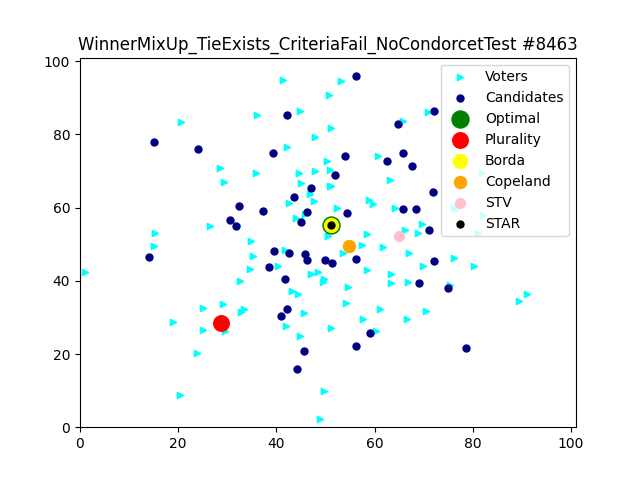 WinnerMixUp_TieExists_CriteriaFail_NoCondorcetTest #8463
100
80
60
40
20
0
0
20
40
60
80
100
Voters
Candidates
Optimal
Plurality
Borda
Copeland
STV
STAR